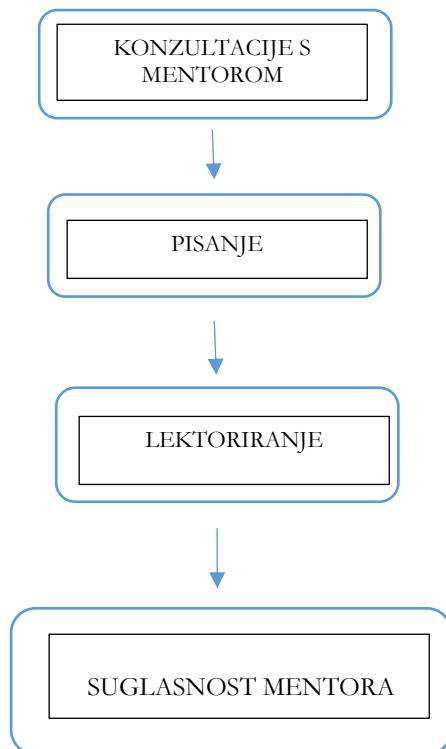 KONZULTACIJE S
MENTOROM
PISANJE
LEKTORIRANJE
SUGLASNOST MENTORA